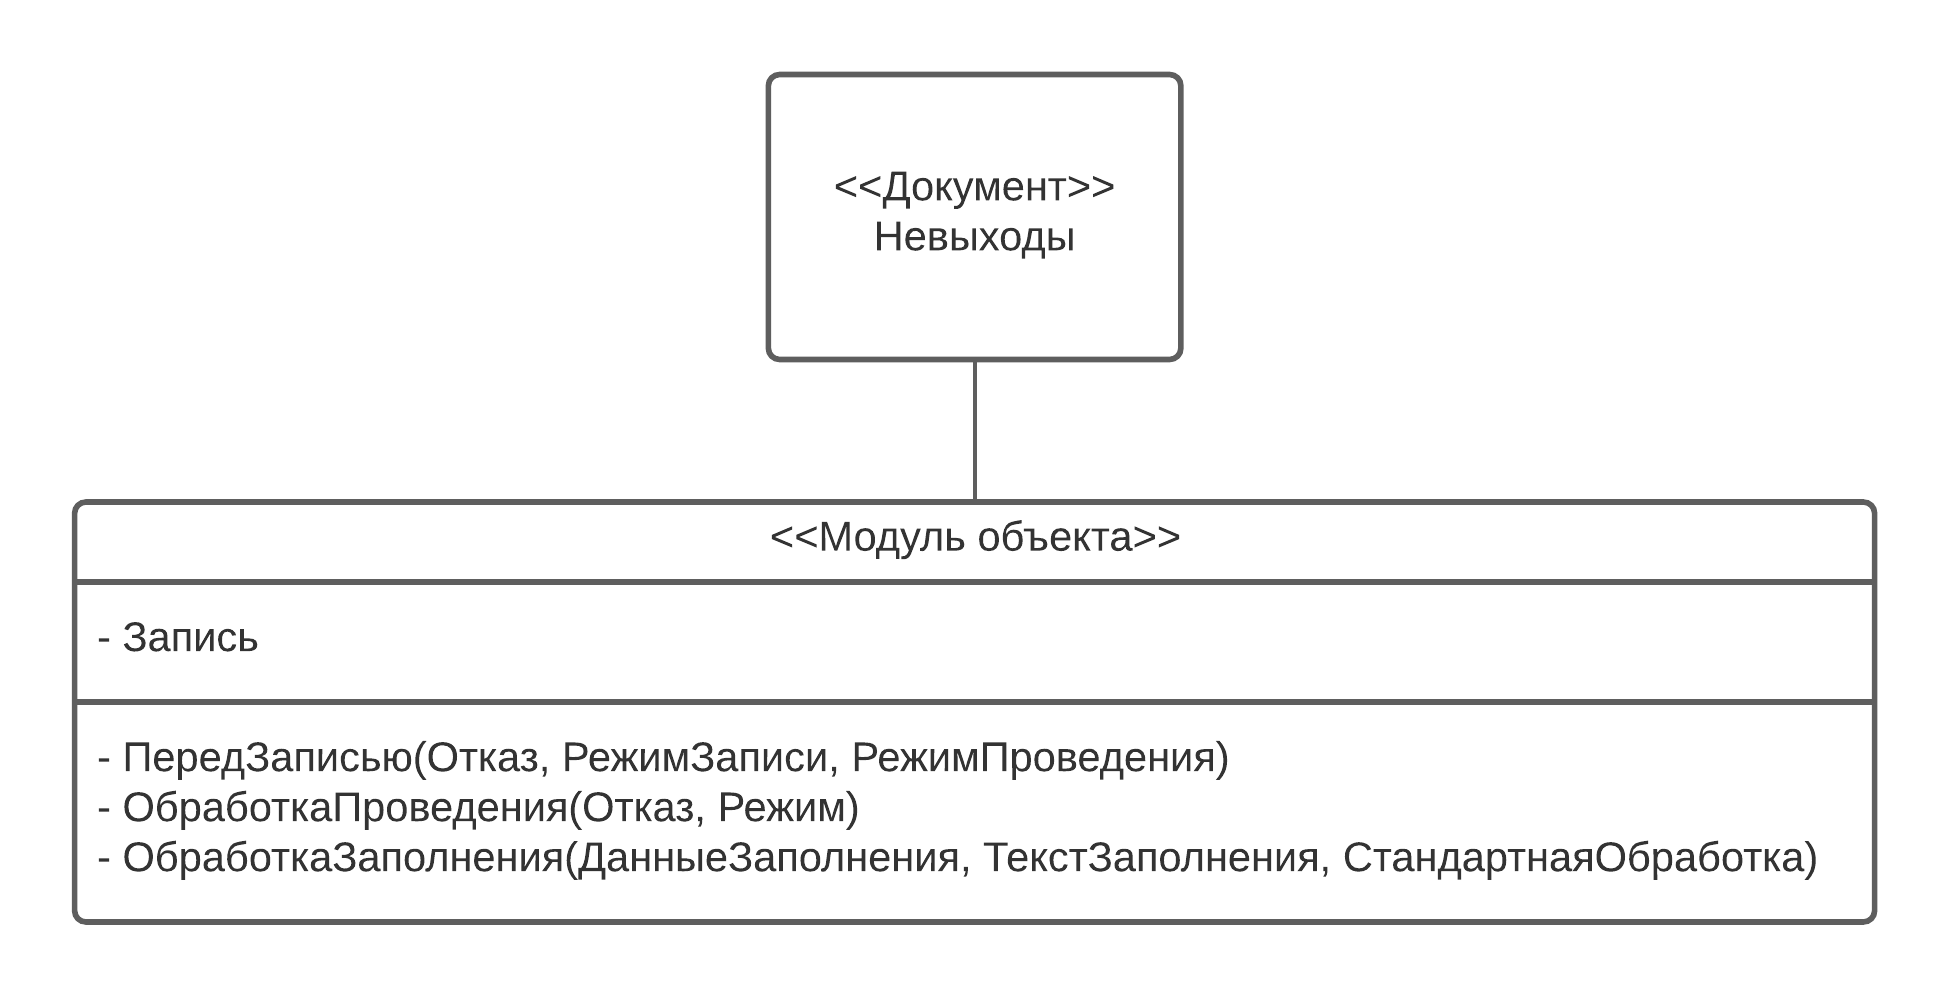 <<Документ>>
Невыходы
<<Модуль объекта>>
- Запись
- ПередЗаписью(Отказ, РежимЗаписи, РежимПроведения)
- ОбработкаПроведения(Отказ, Режим)
- ОбработкаЗаполнения(ДанныеЗаполнения, ТекстЗаполнения, СтандартнаяОбработка)